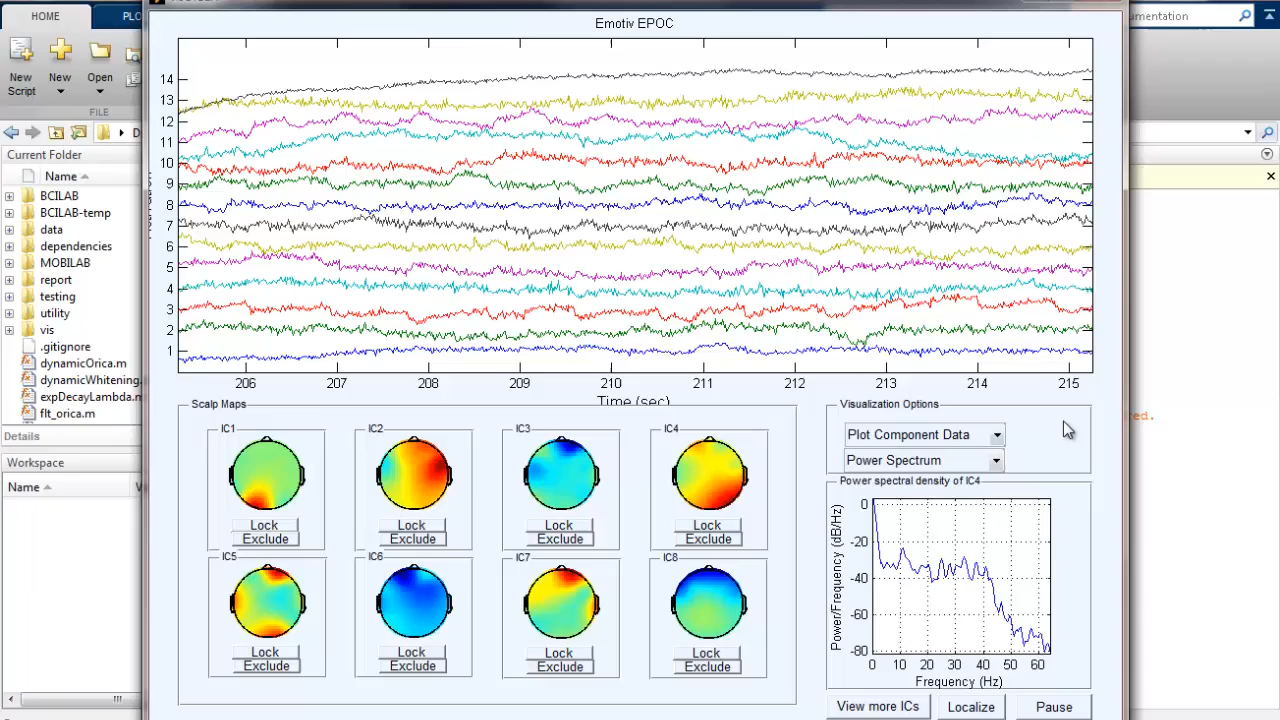 HOME PLO
Emotiv EPOC
umentation
New Script
New
Open
FILE
Current Folder
Name
BCILAB
BCILAB-temp
data
dependencies
MOBILAB
report
testing
utility
vis
.gitignore
dynamicOrica.m
dynamicWhitening.
expDecayLambda.m
flt_orica.m
Details
Workspace
Name
14
13
12
11
10
9
8
7
6
5
4
3
2
1
206 207 208 209 210 211 212 213 214 215
Time (sec)
Scalp Maps
IC1 IC2 IC3 IC4
Lock Lock Lock Lock
Exclude Exclude Exclude Exclude
IC5 IC6 IC7 IC8
Lock Lock Lock Lock
Exclude Exclude Exclude Exclude
Visualization Options
Plot Component Data
Power Spectrum
Power spectral density of IC4
Power/Frequency (dB/Hz)
0
-20
-40
-60
-80
0 10 20 30 40 50 60
Frequency (Hz)
View more ICs Localize Pause
ted.